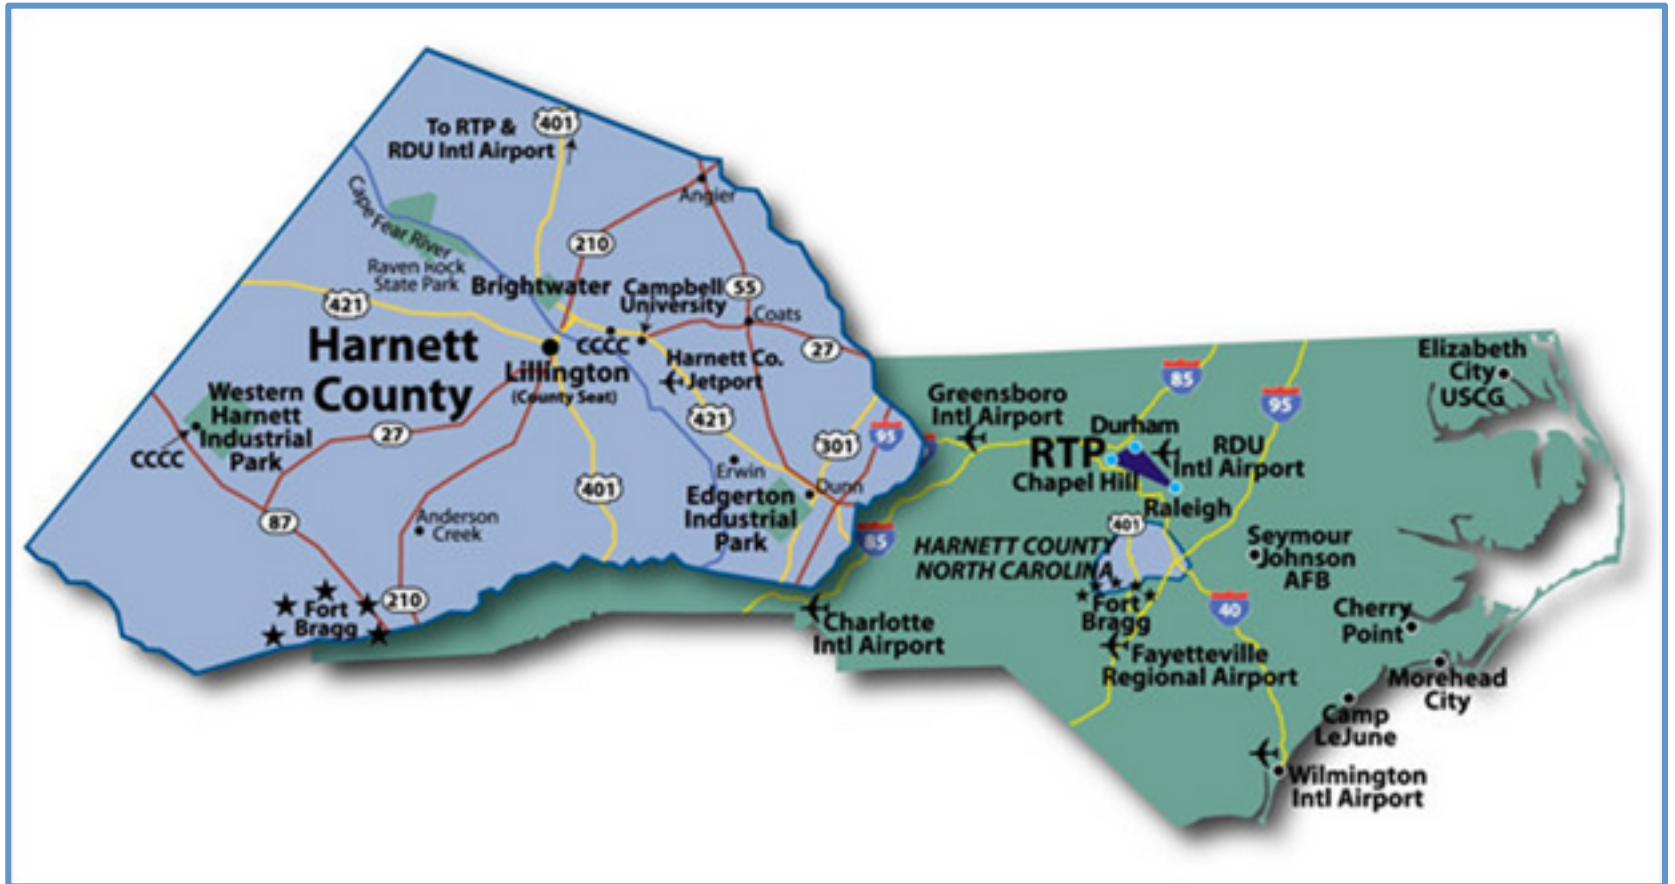 401
To RTP &
RDU Intl Airport
Angier
Cape Fear River
210
Raven Rock
State Park
Brightwater
Campbell
University
55
Coats
421
CCCC
27
Harnett
County
Lillington
(County Seat)
Harnett Co.
Jetport
Western
Harnett
Industrial
Park
CCCC
27
421
301
95
Erwin
Dunn
401
Edgerton
Industrial
Park
87
Anderson
Creek
210
Fort
Bragg
85
95
Elizabeth
City
USCG
Greensboro
Intl Airport
Durham
RTP
RDU
Intl Airport
Chapel Hill
Raleigh
401
85
HARNETT COUNTY
NORTH CAROLINA
Seymour
Johnson
AFB
Fort
Bragg
40
Cherry
Point
Charlotte
Intl Airport
Fayetteville
Regional Airport
Morehead
City
Camp
LeJune
Wilmington
Intl Airport